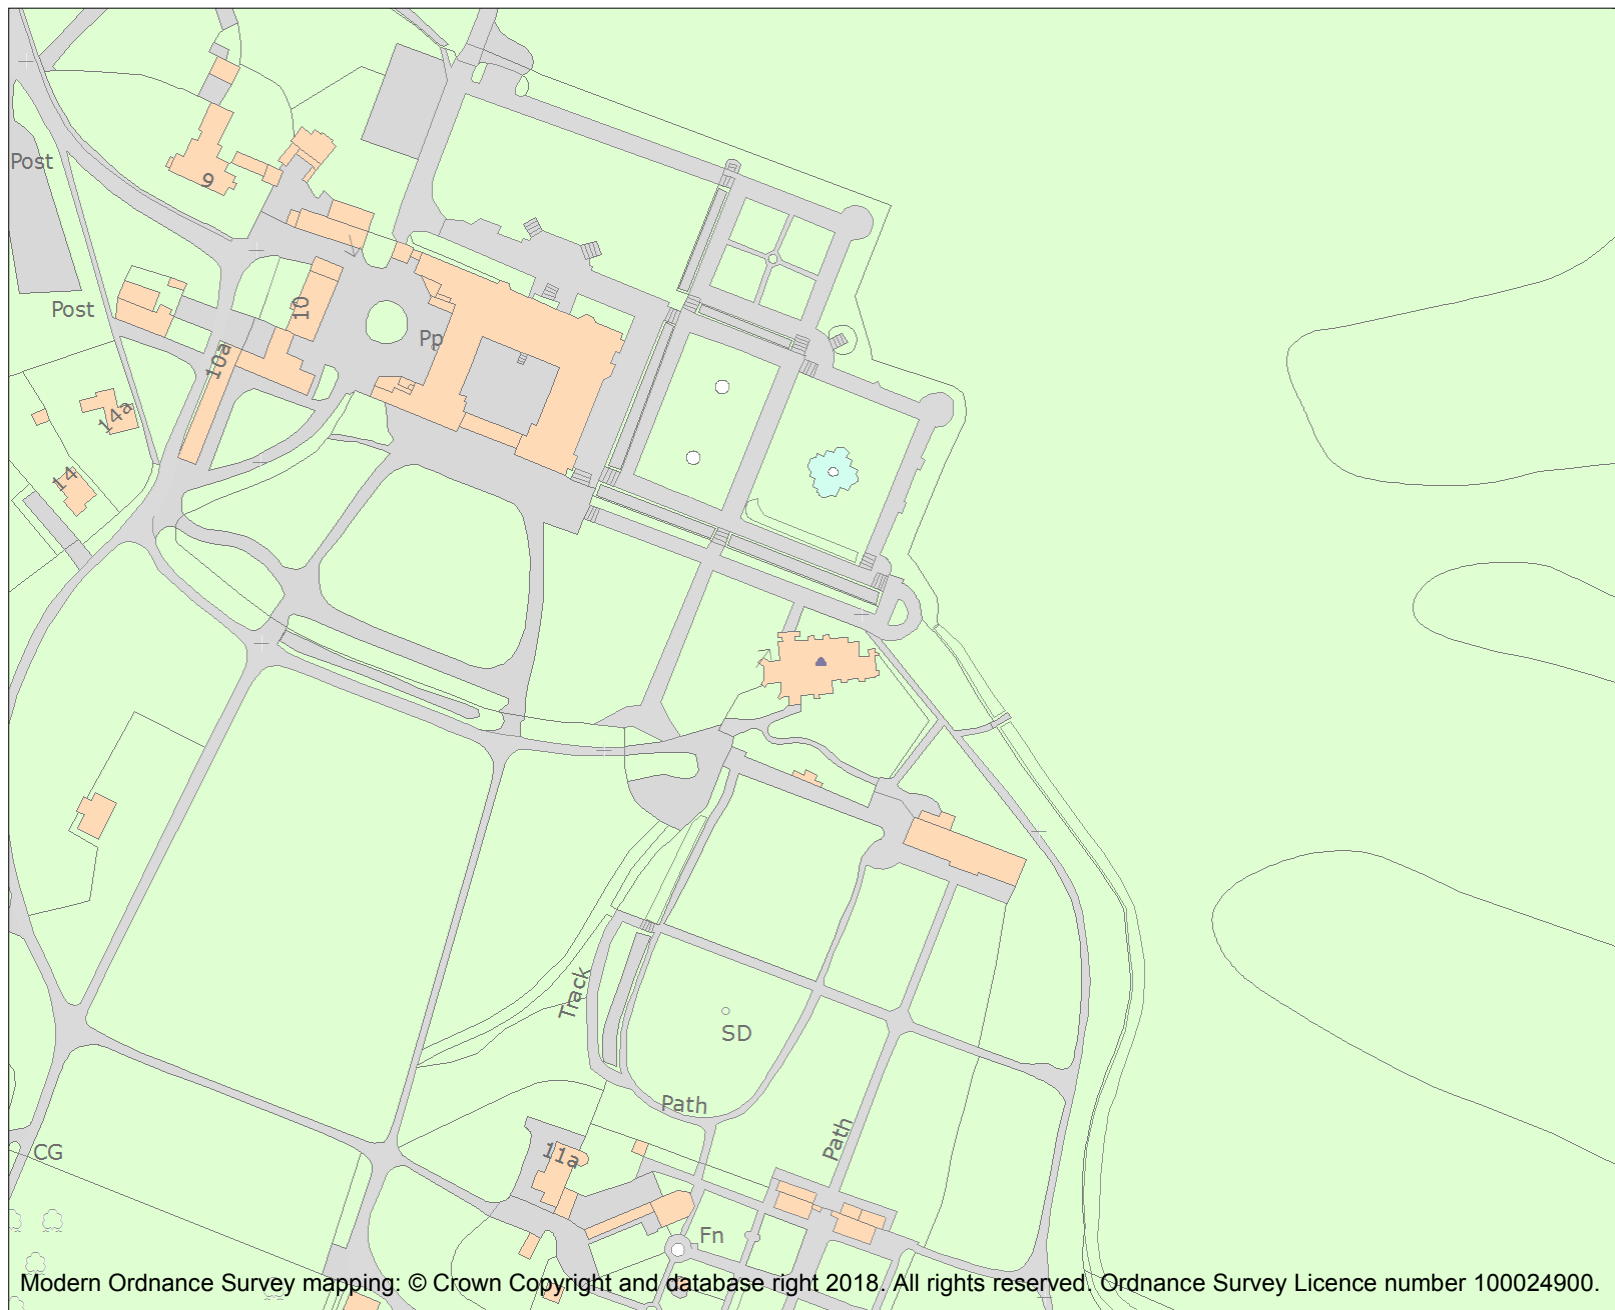 Post
9
Post
10
Pp
10a
14a
14
Track
SD
Path
Path
CG
11a
Fn
Modern Ordnance Survey mapping: © Crown Copyright and database right 2018. All rights reserved. Ordnance Survey Licence number 100024900.